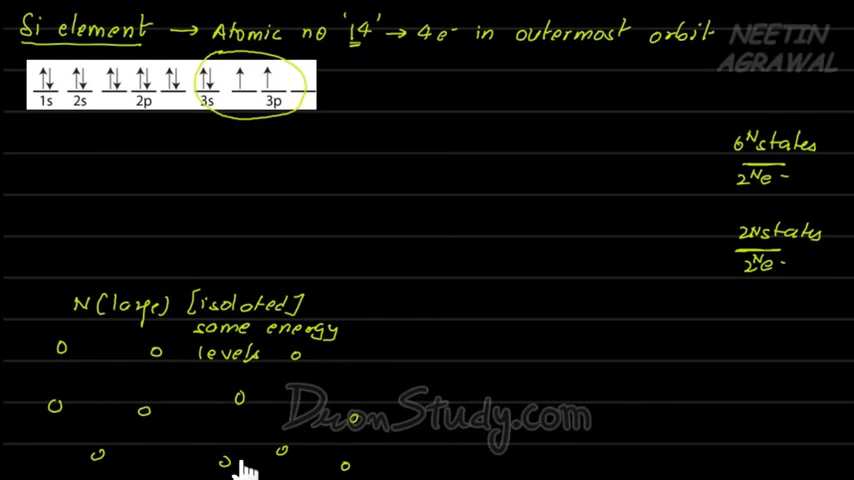 Si element → Atomic no '14' → 4e- in outermost orbit
NEETIN
AGRAWAL
1s 2s 2p 3s 3p
6N states
2N e-
2N states
2N e-
N (large) [isolated]
same energy
levels
DronStudy.com